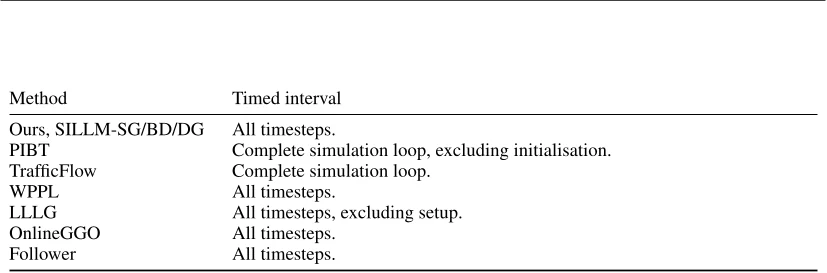 Method Timed interval
Ours, SILLM-SG/BD/DG All timesteps.
PIBT Complete simulation loop, excluding initialisation.
TrafficFlow Complete simulation loop.
WPPL All timesteps.
LLLG All timesteps, excluding setup.
OnlineGGO All timesteps.
Follower All timesteps.